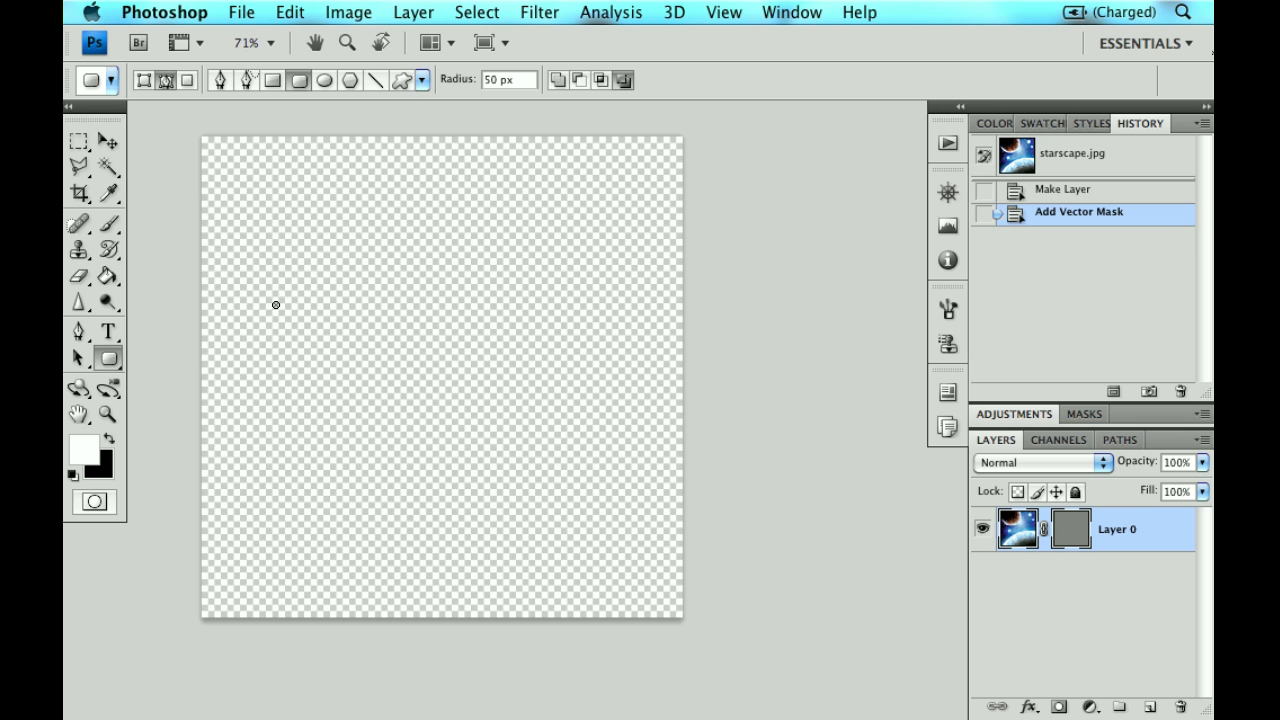 Photoshop File Edit Image Layer Select Filter Analysis 3D View Window Help (Charged)
Ps Br 71% ESSENTIALS
Radius: 50 px
COLOR SWATCH STYLES HISTORY
starscape.jpg
Make Layer
Add Vector Mask
T
ADJUSTMENTS MASKS
LAYERS CHANNELS PATHS
Normal Opacity: 100%
Lock: Fill: 100%
Layer 0
fx